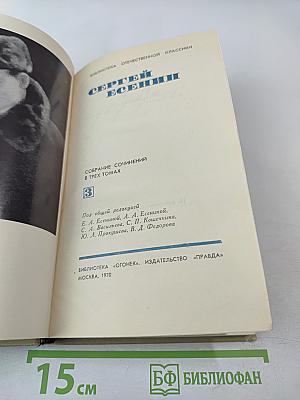 БИБЛИОТЕКА ОТЕЧЕСТВЕННОЙ КЛАССИКИ
СЕРГЕЙ
ЕСЕНИН
СОБРАНИЕ СОЧИНЕНИЙ
В ТРЕХ ТОМАХ
3
Под общей редакцией
Е. А. Есениной, А. А. Есениной,
С. А. Васильева, С. П. Кошечкина,
Ю. Л. Прокушева, В. Д. Федорова
БИБЛИОТЕКА «ОГОНЕК». ИЗДАТЕЛЬСТВО «ПРАВДА»
МОСКВА, 1970
15 см
БФ БИБЛИОФАН